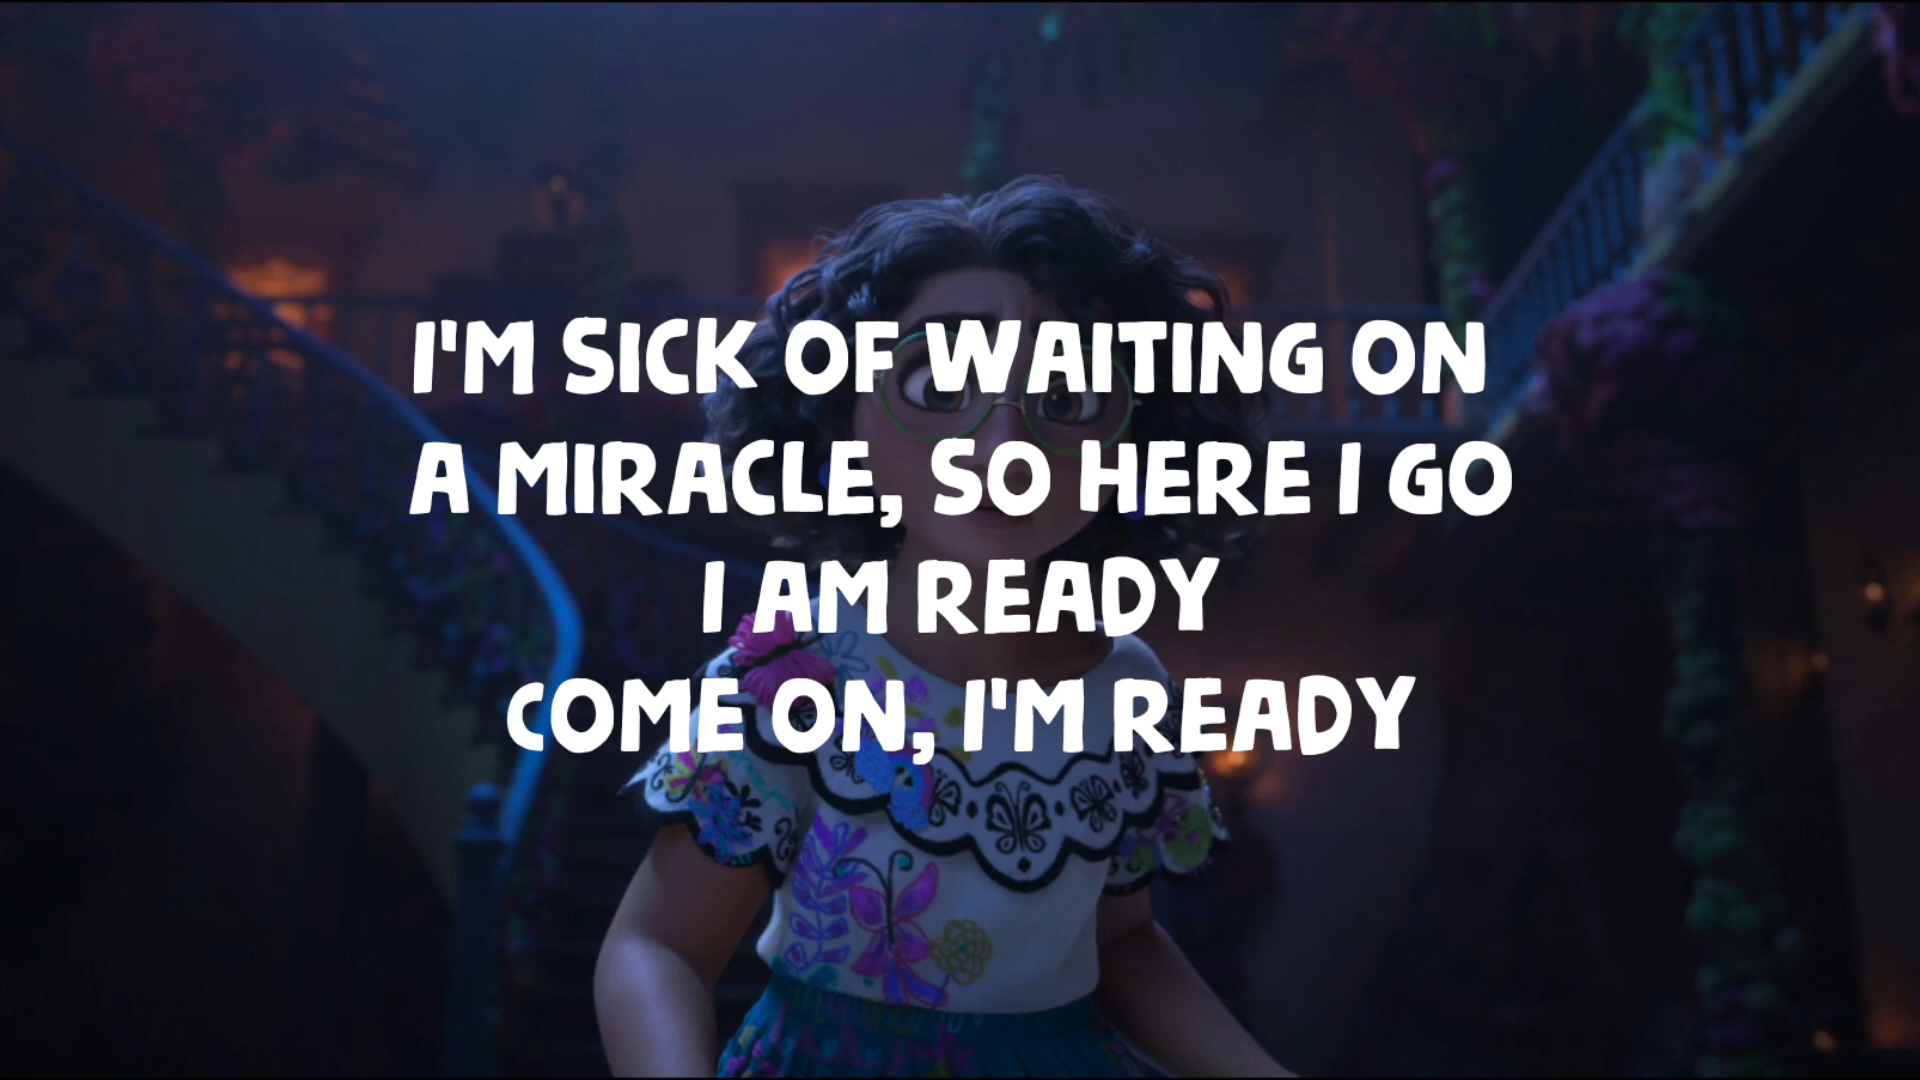 I'M SICK OF WAITING ON
A MIRACLE, SO HERE I GO
I AM READY
COME ON, I'M READY